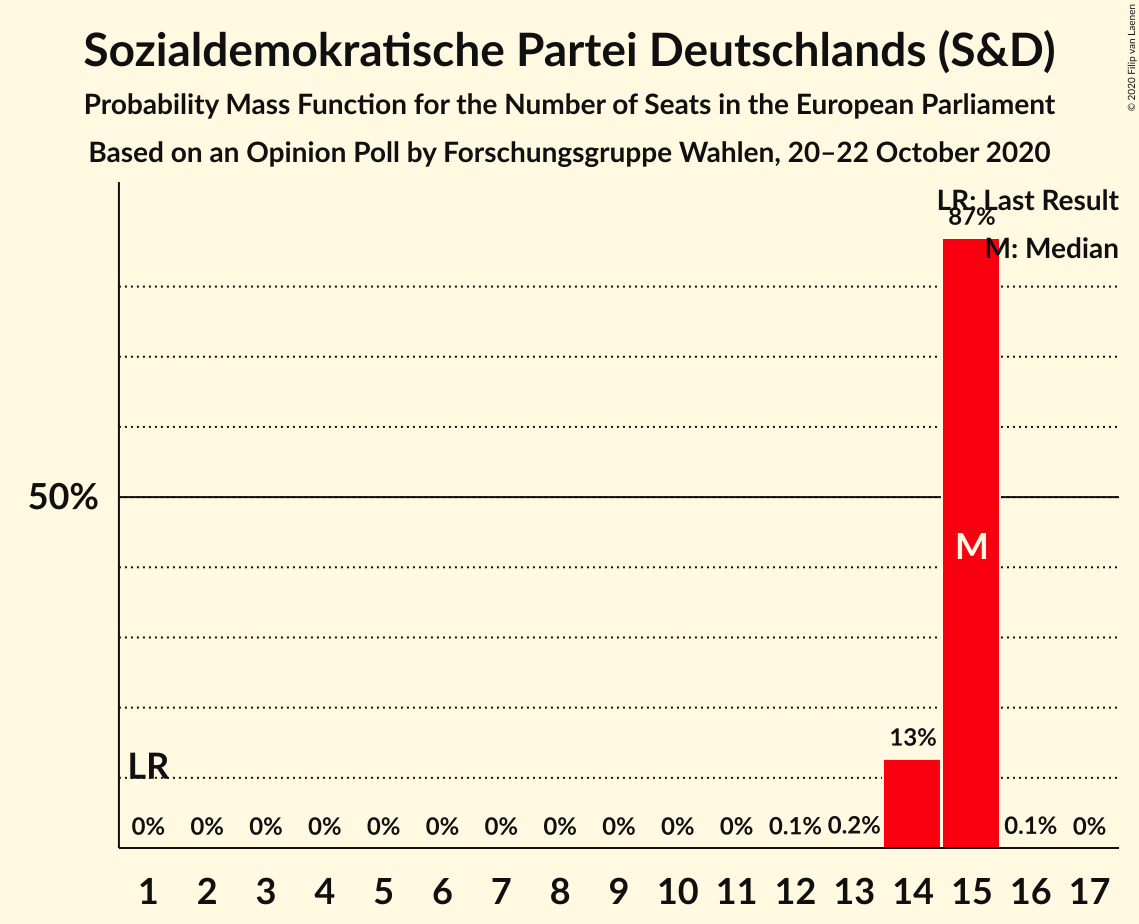 Sozialdemokratische Partei Deutschlands (S&D)
Probability Mass Function for the Number of Seats in the European Parliament
Based on an Opinion Poll by Forschungsgruppe Wahlen, 20–22 October 2020
© 2020 Filip van Laenen
LR: Last Result
87%
M: Median
50%
M
13%
LR
0% 0% 0% 0% 0% 0% 0% 0% 0% 0% 0% 0.1% 0.2% 0.1% 0%
1 2 3 4 5 6 7 8 9 10 11 12 13 14 15 16 17